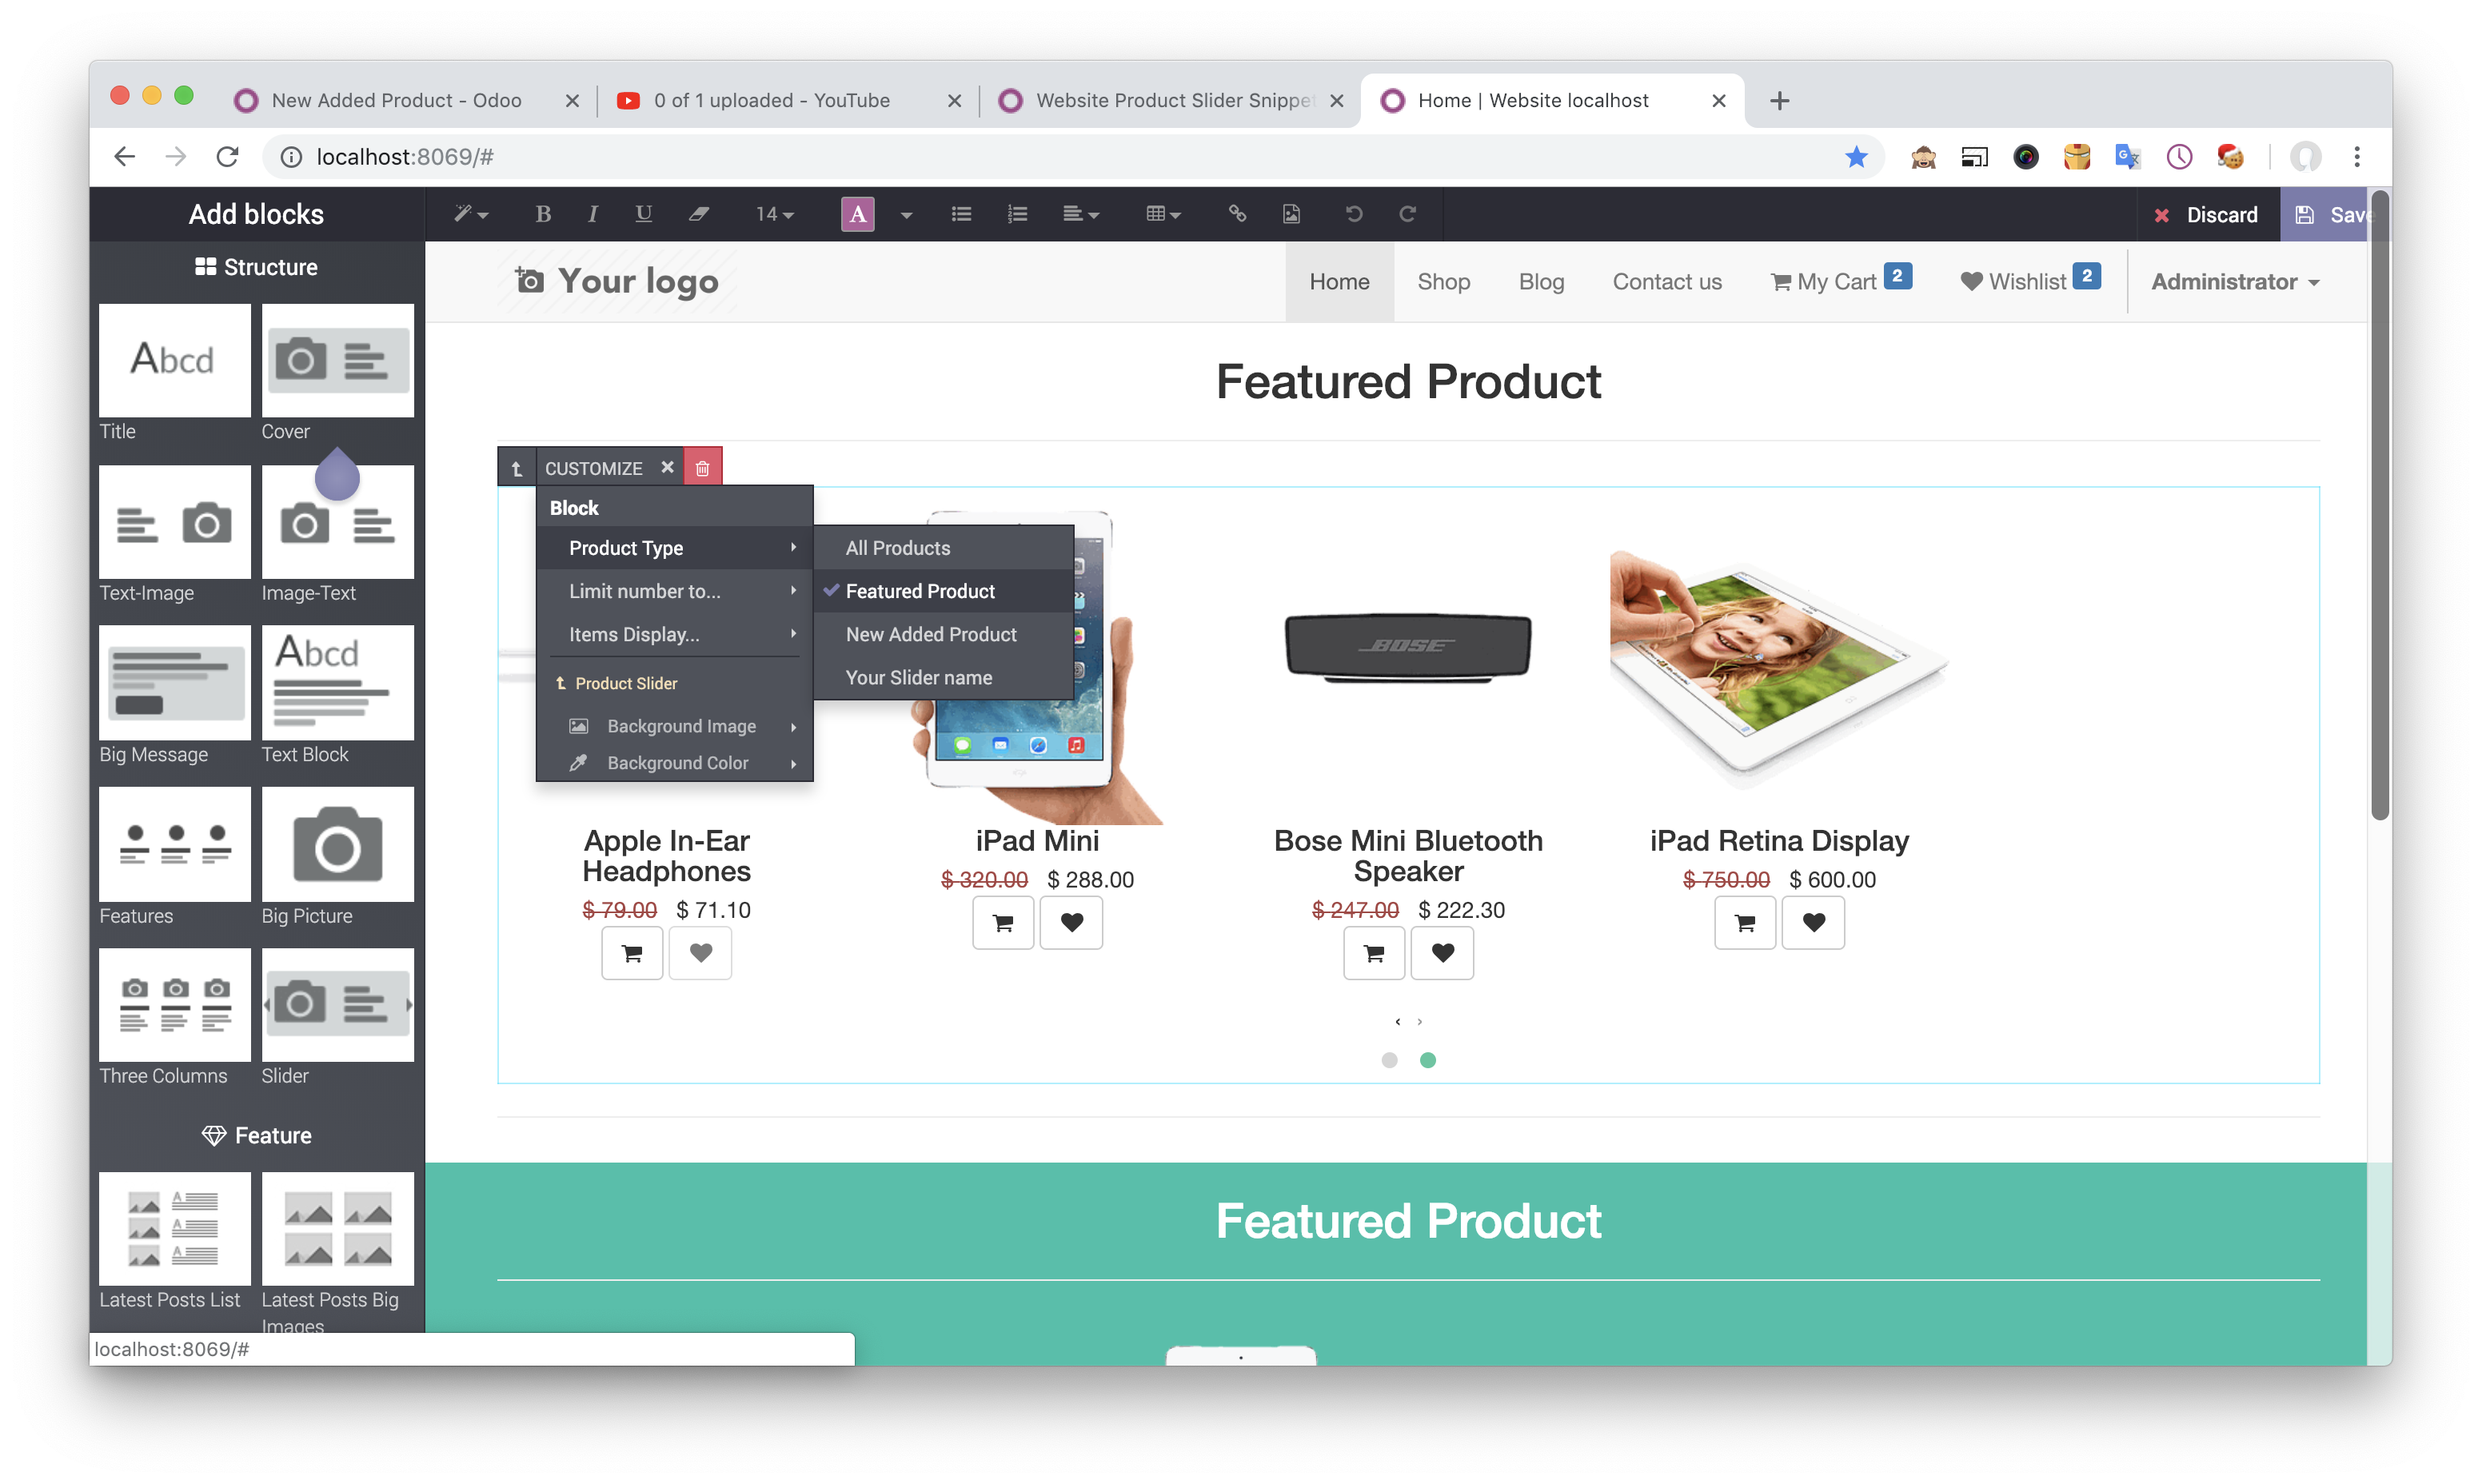 New Added Product - Odoo
0 of 1 uploaded - YouTube
Website Product Slider Snippet
Home | Website localhost
localhost:8069/#
Add blocks
B I U 14 A
Discard
Save
Structure
Your logo
Home
Shop
Blog
Contact us
My Cart 2
Wishlist 2
Administrator
Abcd
Title
Cover
Text-Image
Image-Text
Abcd
Big Message
Text Block
Features
Big Picture
Three Columns
Slider
Feature
Latest Posts List
Latest Posts Big
Images
Featured Product
CUSTOMIZE
Block
Product Type
Limit number to...
Items Display...
Product Slider
Background Image
Background Color
All Products
Featured Product
New Added Product
Your Slider name
BOSE
Apple In-Ear
Headphones
$ 79.00 $ 71.10
iPad Mini
$ 320.00 $ 288.00
Bose Mini Bluetooth
Speaker
$ 247.00 $ 222.30
iPad Retina Display
$ 750.00 $ 600.00
Featured Product
localhost:8069/#